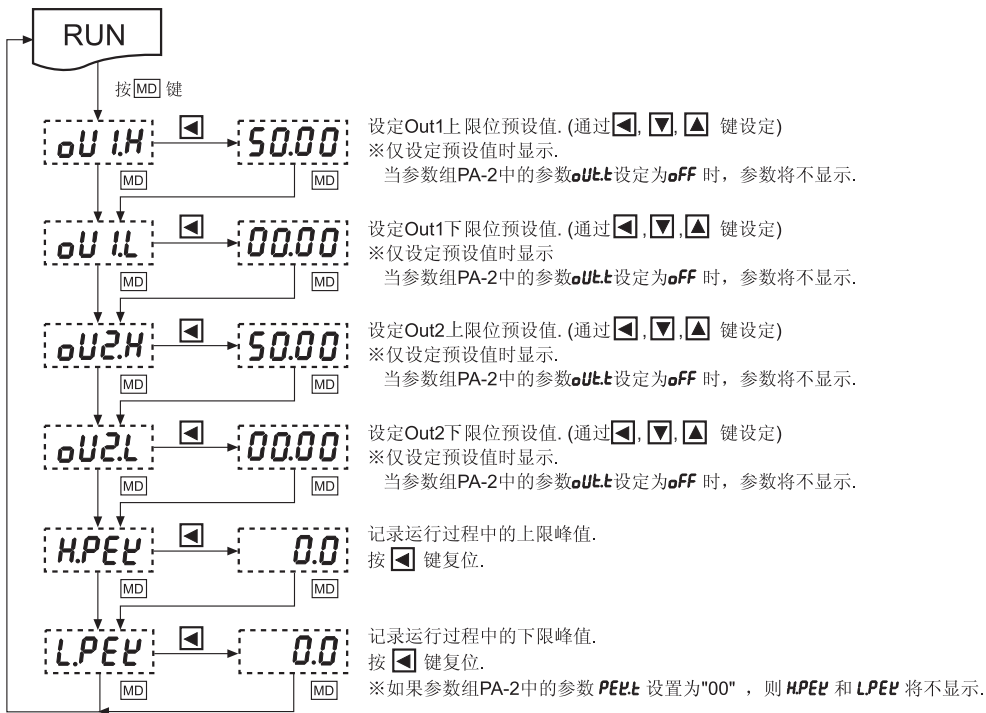 RUN
按 MD 键
oU1.H ◀ 50.00 设定Out1上限位预设值. (通过◀, ▼, ▲ 键设定)
※仅设定预设值时显示.
MD MD 当参数组PA-2中的参数oUt.t设定为oFF 时，参数将不显示.
oU1.L ◀ 00.00 设定Out1下限位预设值. (通过◀, ▼, ▲ 键设定)
※仅设定预设值时显示
MD MD 当参数组PA-2中的参数oUt.t设定为oFF 时，参数将不显示.
oU2.H ◀ 50.00 设定Out2上限位预设值. (通过◀, ▼, ▲ 键设定)
※仅设定预设值时显示.
MD MD 当参数组PA-2中的参数oUt.t设定为oFF 时，参数将不显示.
oU2.L ◀ 00.00 设定Out2下限位预设值. (通过◀, ▼, ▲ 键设定)
※仅设定预设值时显示.
MD MD 当参数组PA-2中的参数oUt.t设定为oFF 时，参数将不显示.
H.PEK ◀ 0.0 记录运行过程中的上限峰值.
按 ◀ 键复位.
MD MD
L.PEK ◀ 0.0 记录运行过程中的下限峰值.
按 ◀ 键复位.
MD MD ※如果参数组PA-2中的参数 PEK.t 设置为"00" ，则 H.PEK 和 L.PEK 将不显示.